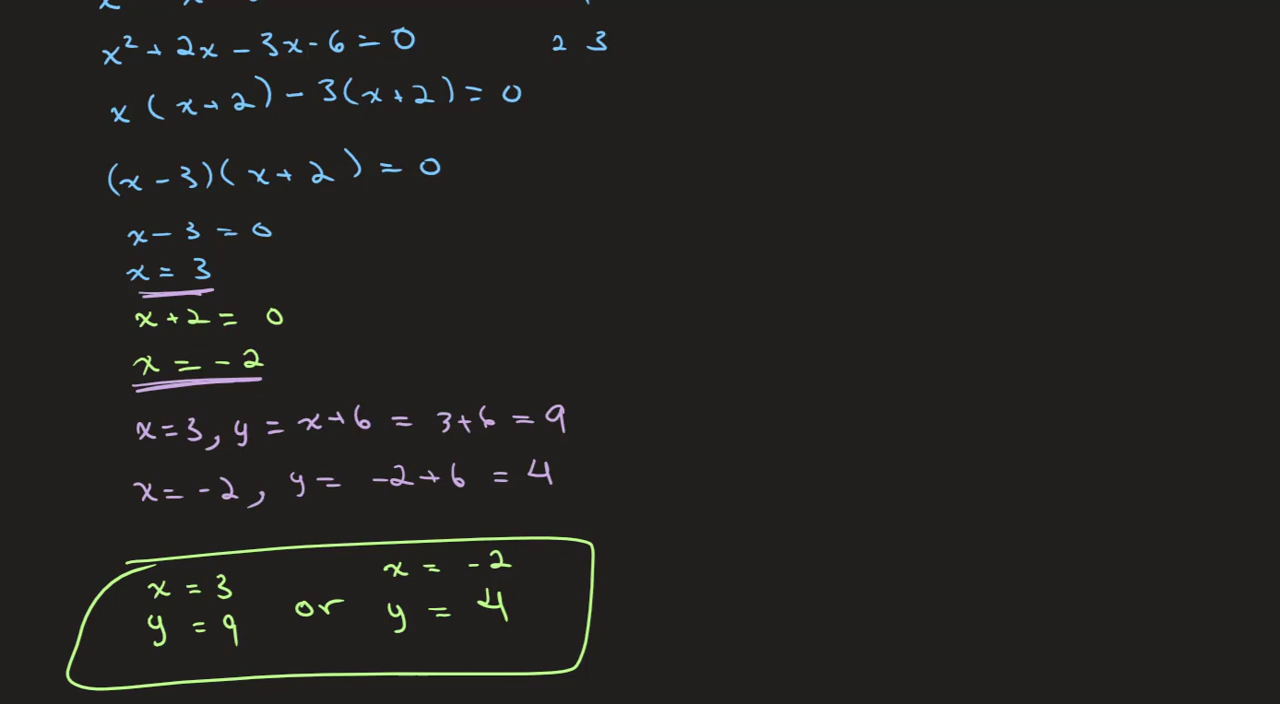 x² + 2x - 3x - 6 = 0
2 3
x (x + 2) - 3(x + 2) = 0
(x - 3)(x + 2) = 0
x - 3 = 0
x = 3
x + 2 = 0
x = -2
x = 3, y = x + 6 = 3 + 6 = 9
x = -2, y = -2 + 6 = 4
x = 3
y = 9
or
x = -2
y = 4